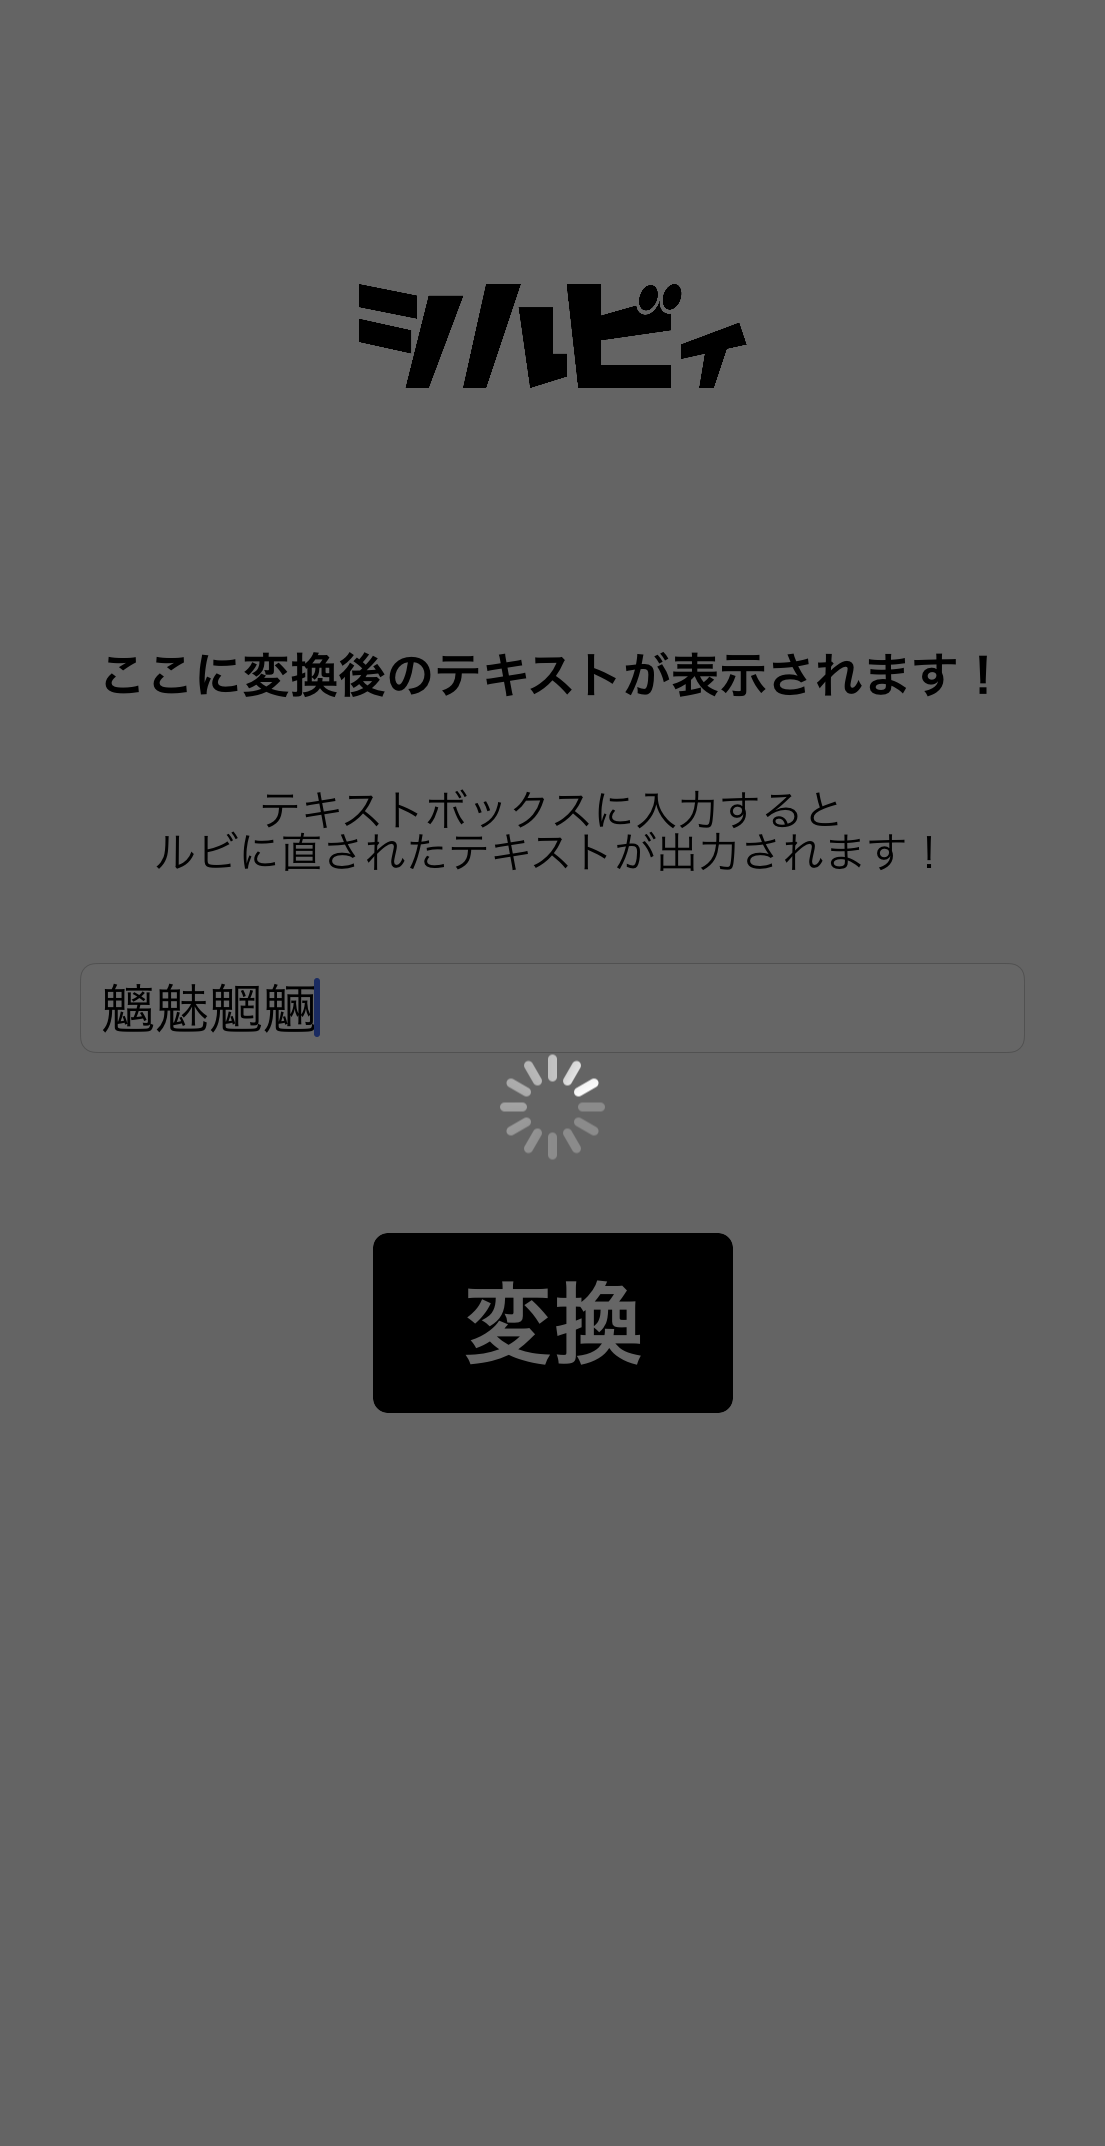 シルビィ
ここに変換後のテキストが表示されます！
テキストボックスに入力すると
ルビに直されたテキストが出力されます！
魑魅魍魎
変換